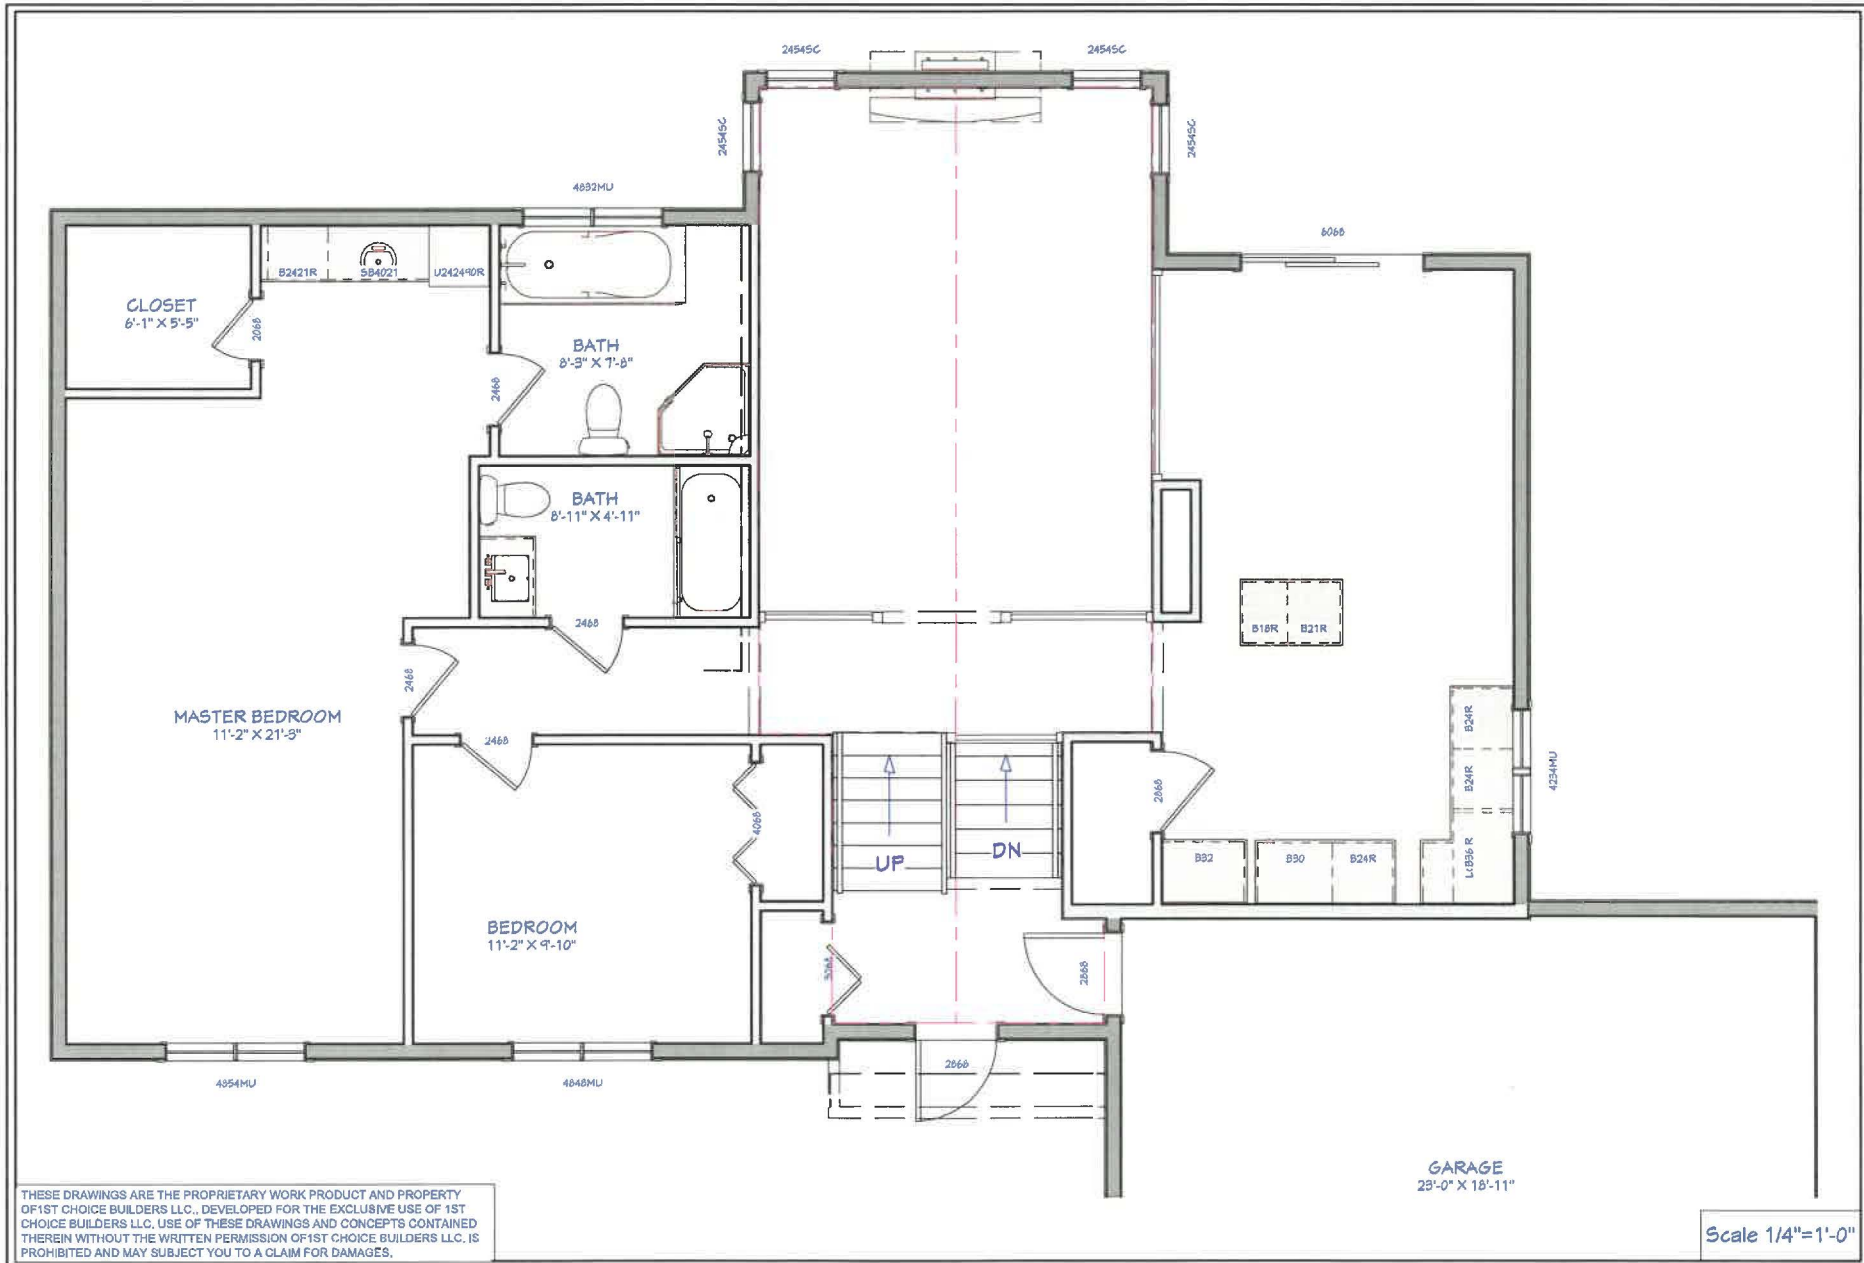 2454SC
2454SC
2454SC
2454SC
4832MU
6068
B2421R
SB4021
U242490R
CLOSET
6'-1" X 5'-5"
2068
BATH
8'-3" X 7'-8"
2468
BATH
8'-11" X 4'-11"
2468
B18R
B21R
2468
MASTER BEDROOM
11'-2" X 21'-3"
2468
B24R
B24R
4234MU
2868
4068
UP
DN
B32
B30
B24R
LCB36 R
BEDROOM
11'-2" X 9'-10"
3068
2868
2868
4854MU
4848MU
GARAGE
23'-0" X 18'-11"
THESE DRAWINGS ARE THE PROPRIETARY WORK PRODUCT AND PROPERTY
OF1ST CHOICE BUILDERS LLC., DEVELOPED FOR THE EXCLUSIVE USE OF 1ST
CHOICE BUILDERS LLC. USE OF THESE DRAWINGS AND CONCEPTS CONTAINED
THEREIN WITHOUT THE WRITTEN PERMISSION OF1ST CHOICE BUILDERS LLC. IS
PROHIBITED AND MAY SUBJECT YOU TO A CLAIM FOR DAMAGES.
Scale 1/4"=1'-0"